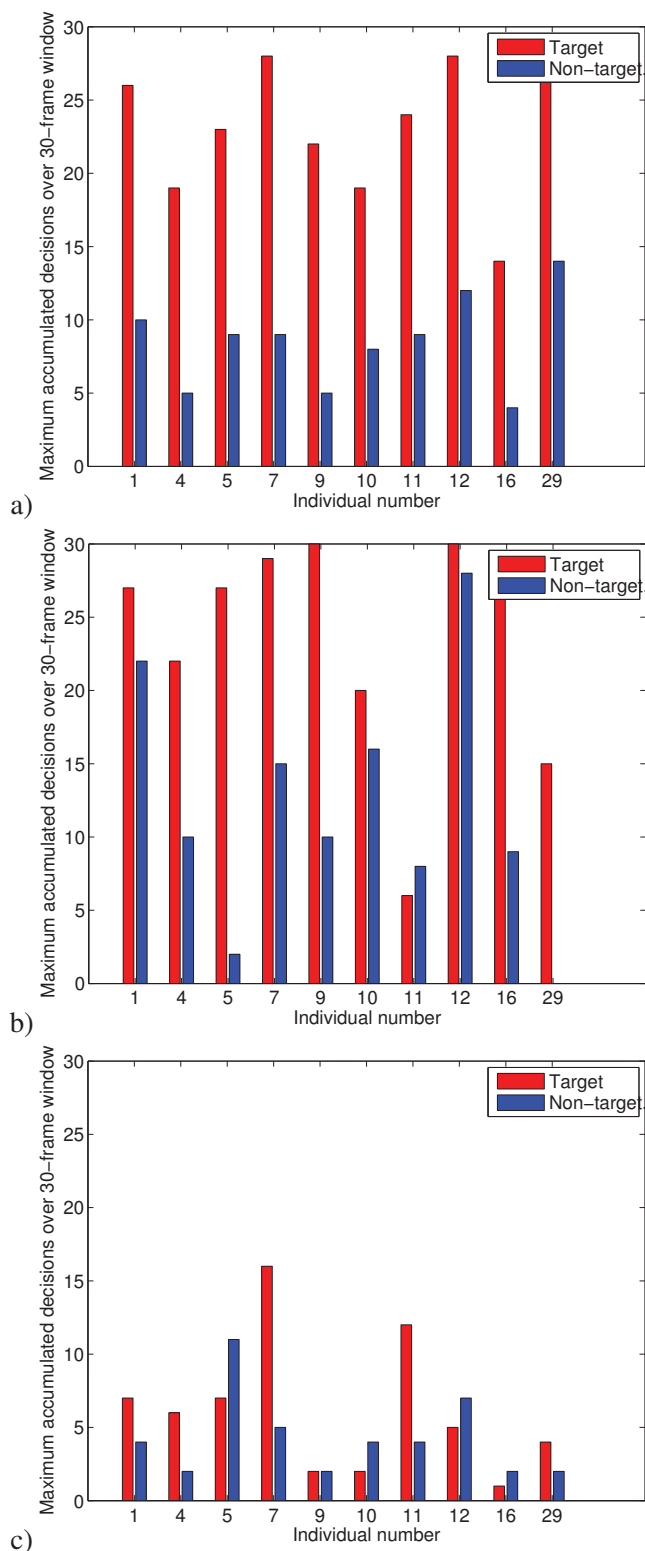 30
25
20
15
10
5
0
Maximum accumulated decisions over 30-frame window
Target
Non-target
1 4 5 7 9 10 11 12 16 29
Individual number
a)
30
25
20
15
10
5
0
Maximum accumulated decisions over 30-frame window
Target
Non-target
1 4 5 7 9 10 11 12 16 29
Individual number
b)
30
25
20
15
10
5
0
Maximum accumulated decisions over 30-frame window
Target
Non-target
1 4 5 7 9 10 11 12 16 29
Individual number
c)